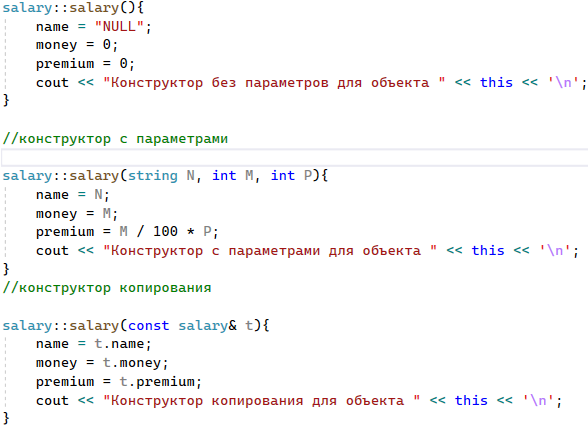 salary::salary(){
    name = "NULL";
    money = 0;
    premium = 0;
    cout << "Конструктор без параметров для объекта " << this << '\n';
}
//конструктор с параметрами
salary::salary(string N, int M, int P){
    name = N;
    money = M;
    premium = M / 100 * P;
    cout << "Конструктор с параметрами для объекта " << this << '\n';
}
//конструктор копирования
salary::salary(const salary& t){
    name = t.name;
    money = t.money;
    premium = t.premium;
    cout << "Конструктор копирования для объекта " << this << '\n';
}